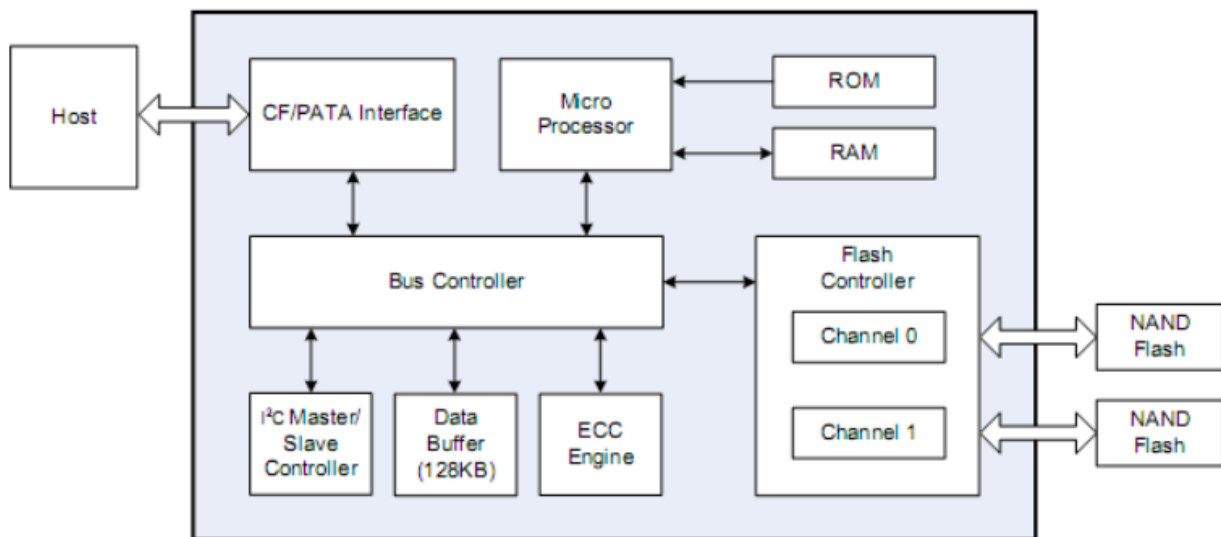 Host
CF/PATA Interface
Micro
Processor
ROM
RAM
Bus Controller
Flash
Controller
Channel 0
Channel 1
NAND
Flash
NAND
Flash
I²C Master/
Slave
Controller
Data
Buffer
(128KB)
ECC
Engine